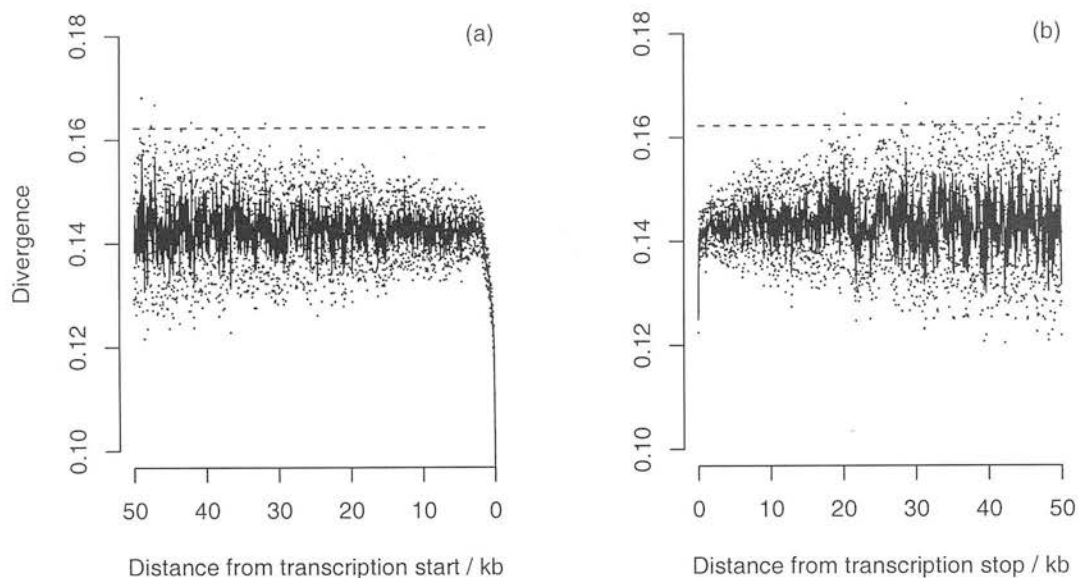 (a)
0.18
0.16
0.14
0.12
0.10
Divergence
50 40 30 20 10 0
Distance from transcription start / kb
(b)
0.18
0.16
0.14
0.12
0.10
0 10 20 30 40 50
Distance from transcription stop / kb